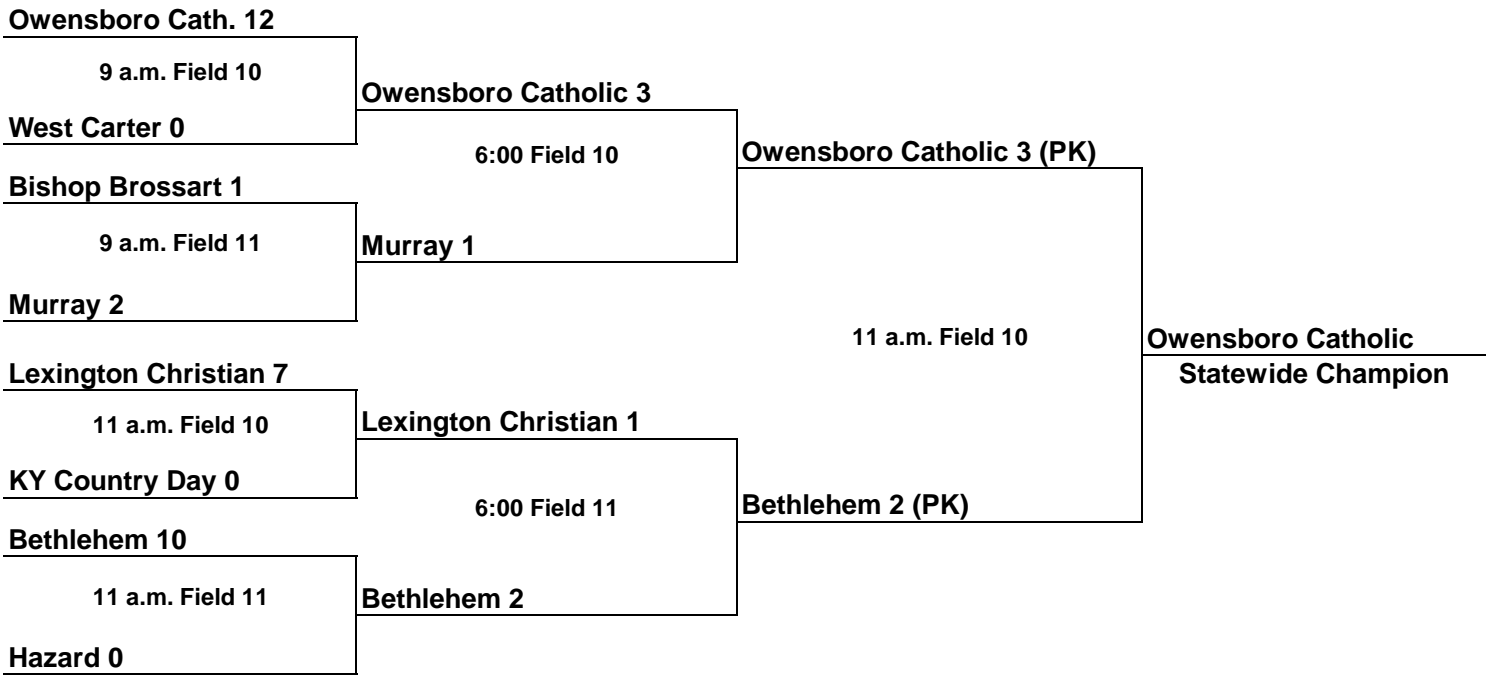 Owensboro Cath. 12
9 a.m. Field 10
West Carter 0
Bishop Brossart 1
9 a.m. Field 11
Murray 2
Lexington Christian 7
11 a.m. Field 10
KY Country Day 0
Bethlehem 10
11 a.m. Field 11
Hazard 0
Owensboro Catholic 3
6:00 Field 10
Murray 1
Lexington Christian 1
6:00 Field 11
Bethlehem 2
Owensboro Catholic 3 (PK)
11 a.m. Field 10
Bethlehem 2 (PK)
Owensboro Catholic
Statewide Champion